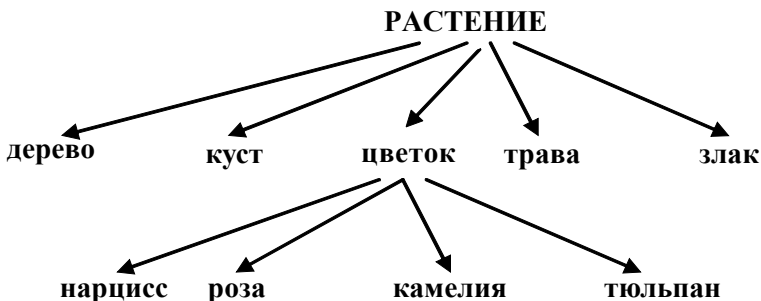 РАСТЕНИЕ
дерево куст цветок трава злак
нарцисс роза камелия тюльпан